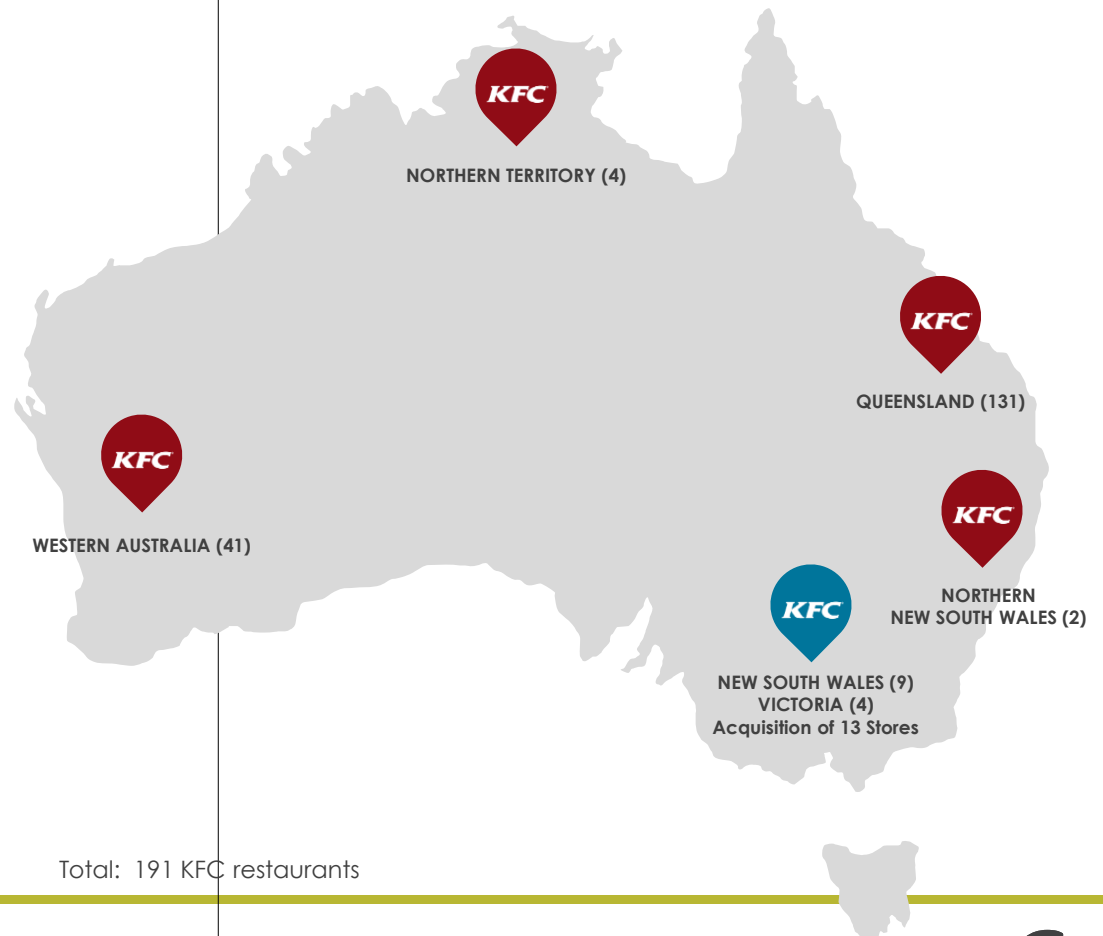 KFC
NORTHERN TERRITORY (4)
KFC
QUEENSLAND (131)
KFC
WESTERN AUSTRALIA (41)
KFC
NORTHERN
NEW SOUTH WALES (2)
KFC
NEW SOUTH WALES (9)
VICTORIA (4)
Acquisition of 13 Stores
Total: 191 KFC restaurants